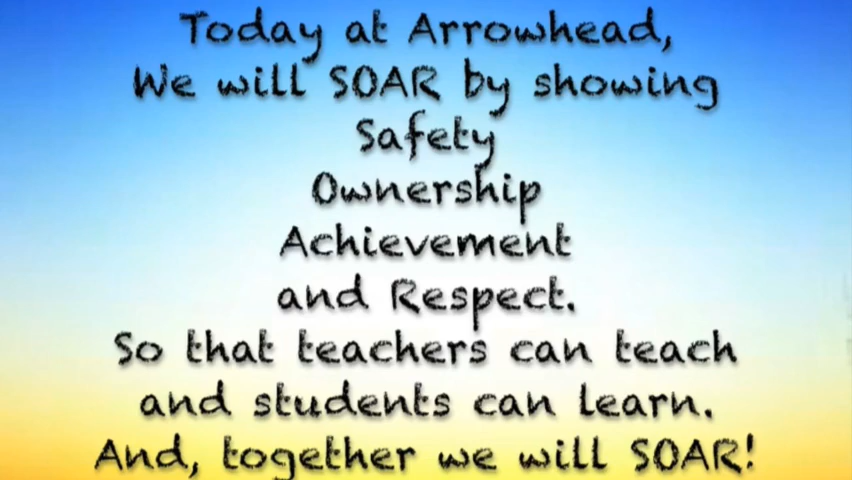 Today at Arrowhead,
We will SOAR by showing
Safety
Ownership
Achievement
and Respect.
So that teachers can teach
and students can learn.
And, together we will SOAR!